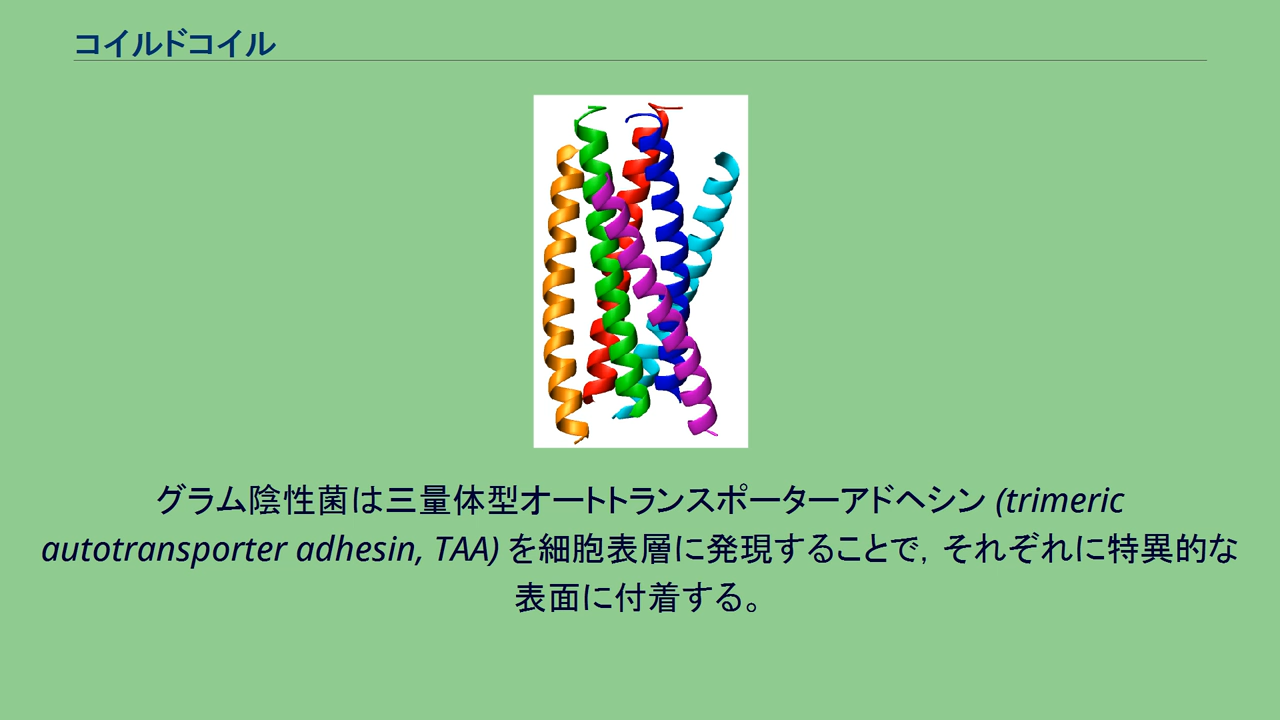 コイルドコイル
グラム陰性菌は三量体型オートトランスポーターアドヘシン (trimeric
autotransporter adhesin, TAA) を細胞表層に発現することで, それぞれに特異的な
表面に付着する。